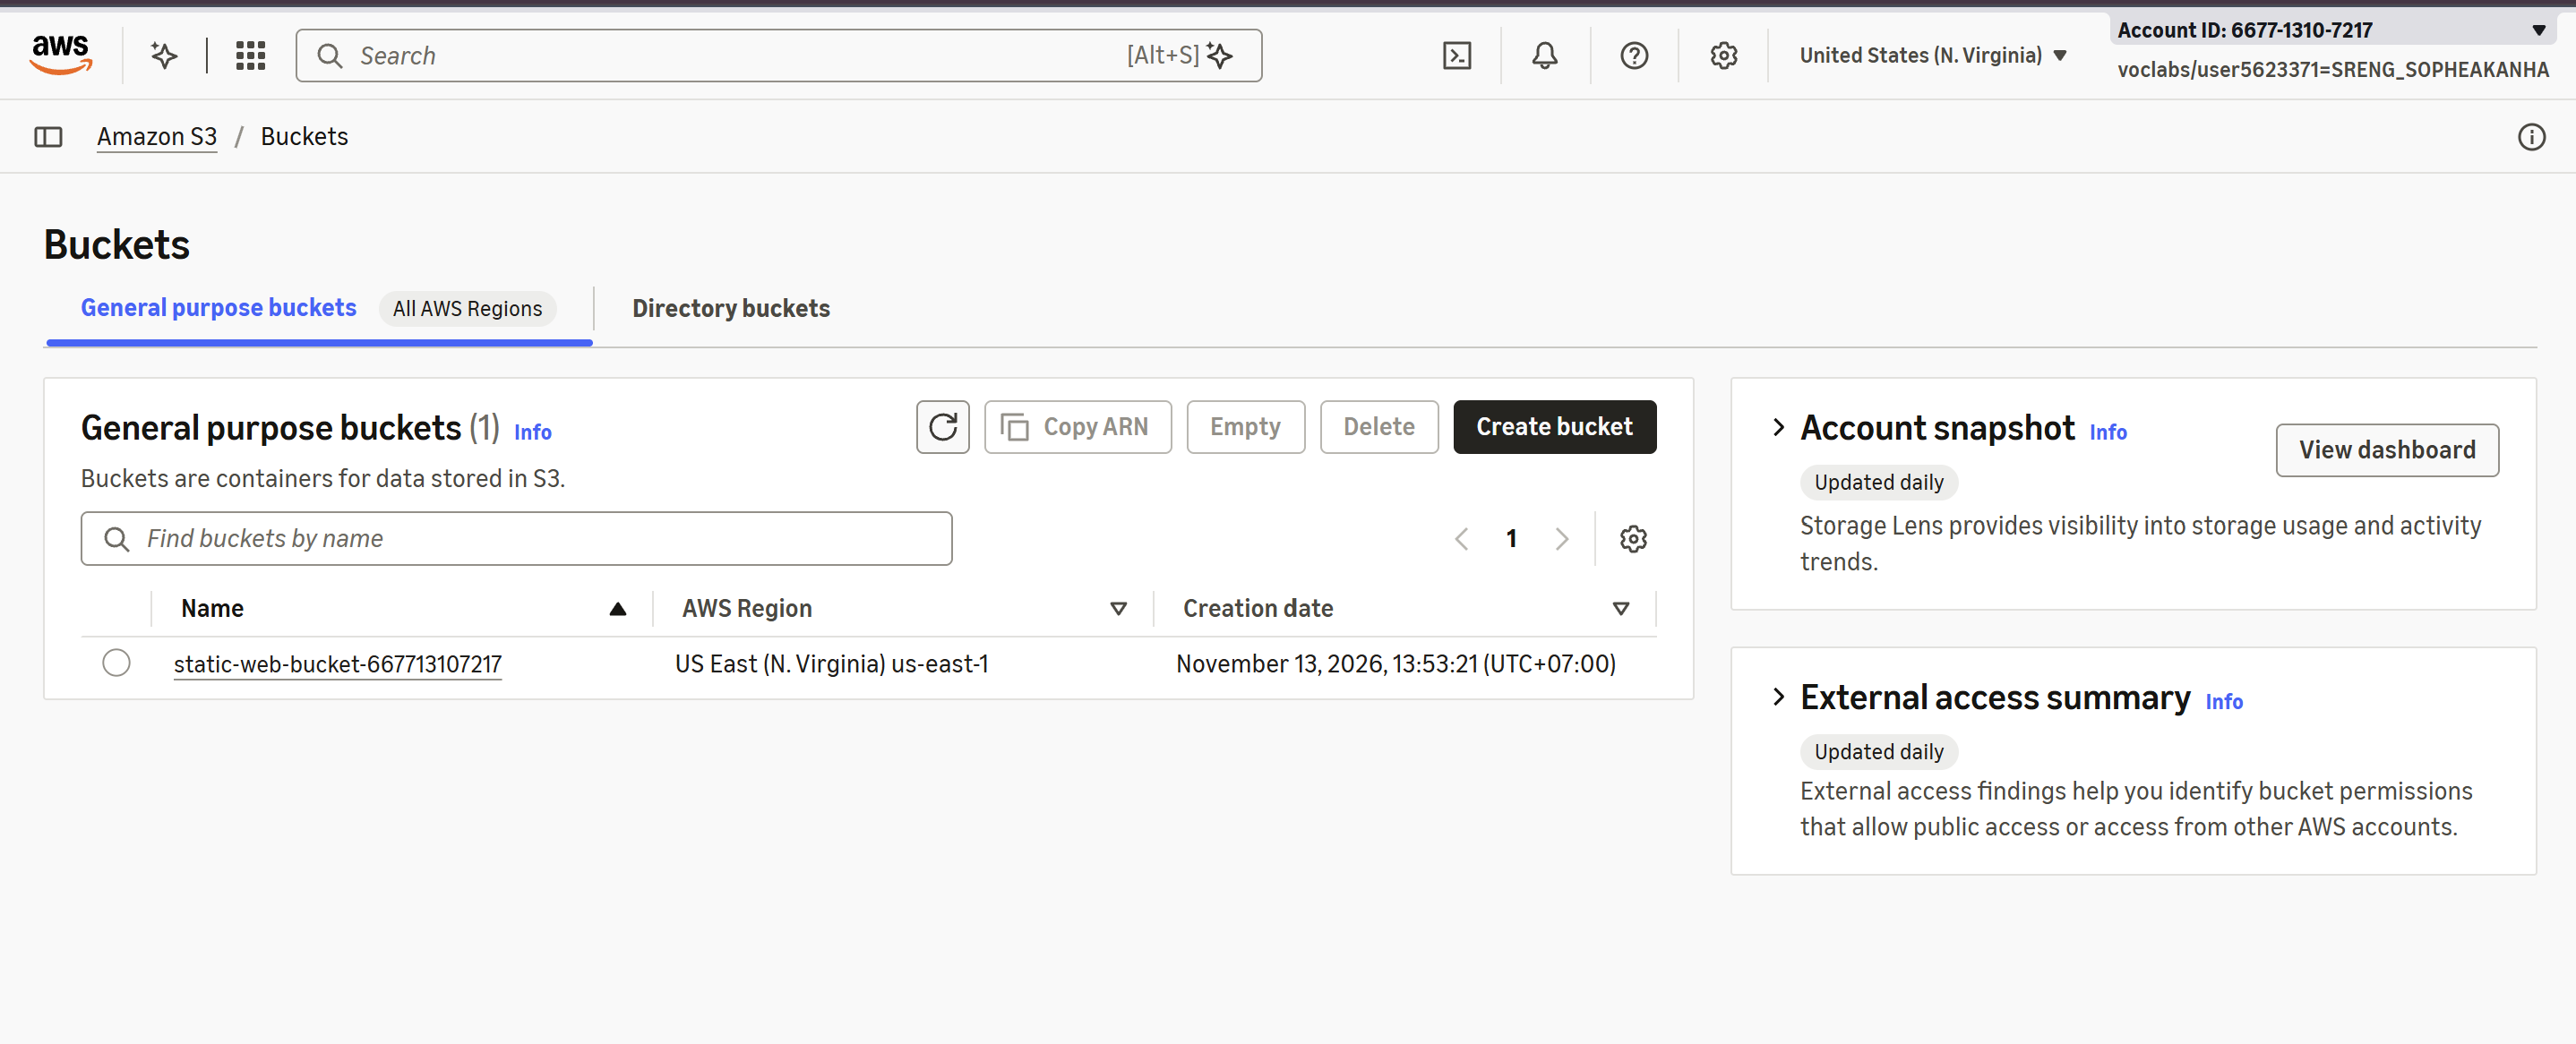 aws
Search [Alt+S]
United States (N. Virginia)
Account ID: 6677-1310-7217
voclabs/user5623371=SRENG_SOPHEAKANHA
Amazon S3 / Buckets
Buckets
General purpose buckets All AWS Regions Directory buckets
General purpose buckets (1) Info
Copy ARN Empty Delete Create bucket
Buckets are containers for data stored in S3.
Find buckets by name
1
Name AWS Region Creation date
static-web-bucket-667713107217 US East (N. Virginia) us-east-1 November 13, 2026, 13:53:21 (UTC+07:00)
Account snapshot Info
View dashboard
Updated daily
Storage Lens provides visibility into storage usage and activity
trends.
External access summary Info
Updated daily
External access findings help you identify bucket permissions
that allow public access or access from other AWS accounts.